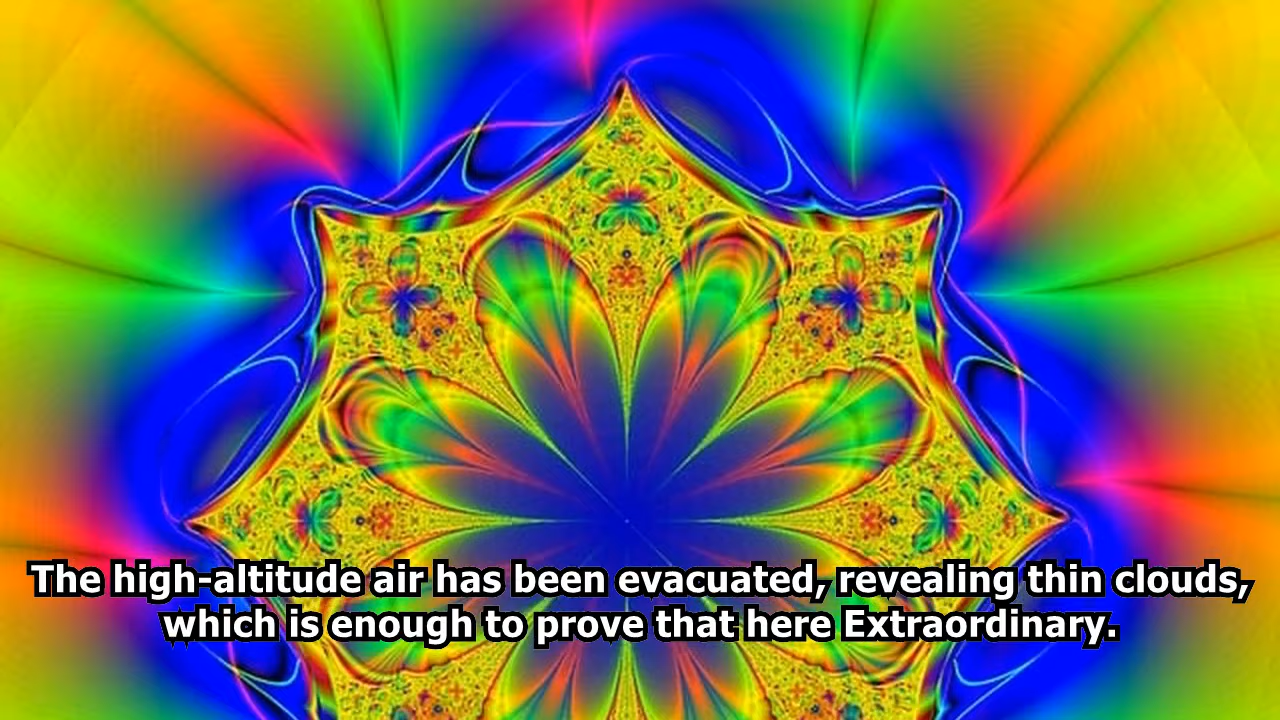 The high-altitude air has been evacuated, revealing thin clouds,
which is enough to prove that here Extraordinary.